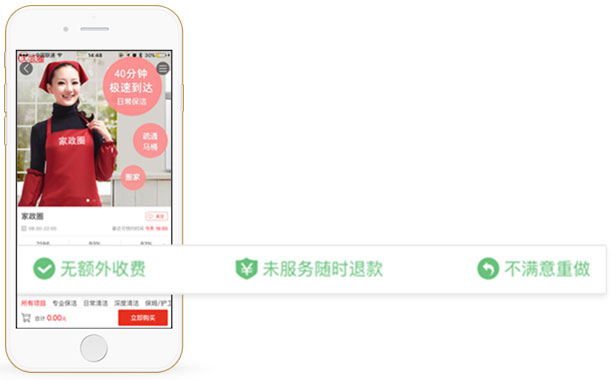 中国联通
14:48
30%
40分钟
极速到达
日常保洁
疏通
马桶
搬家
家政圈
家政圈
08:00-22:00
最近可预约时间 今天 16:50
无额外收费
未服务随时退款
不满意重做
所有项目 专业保洁 日常清洁 深度清洁 保姆/护卫
合计 0.00元
立即购买